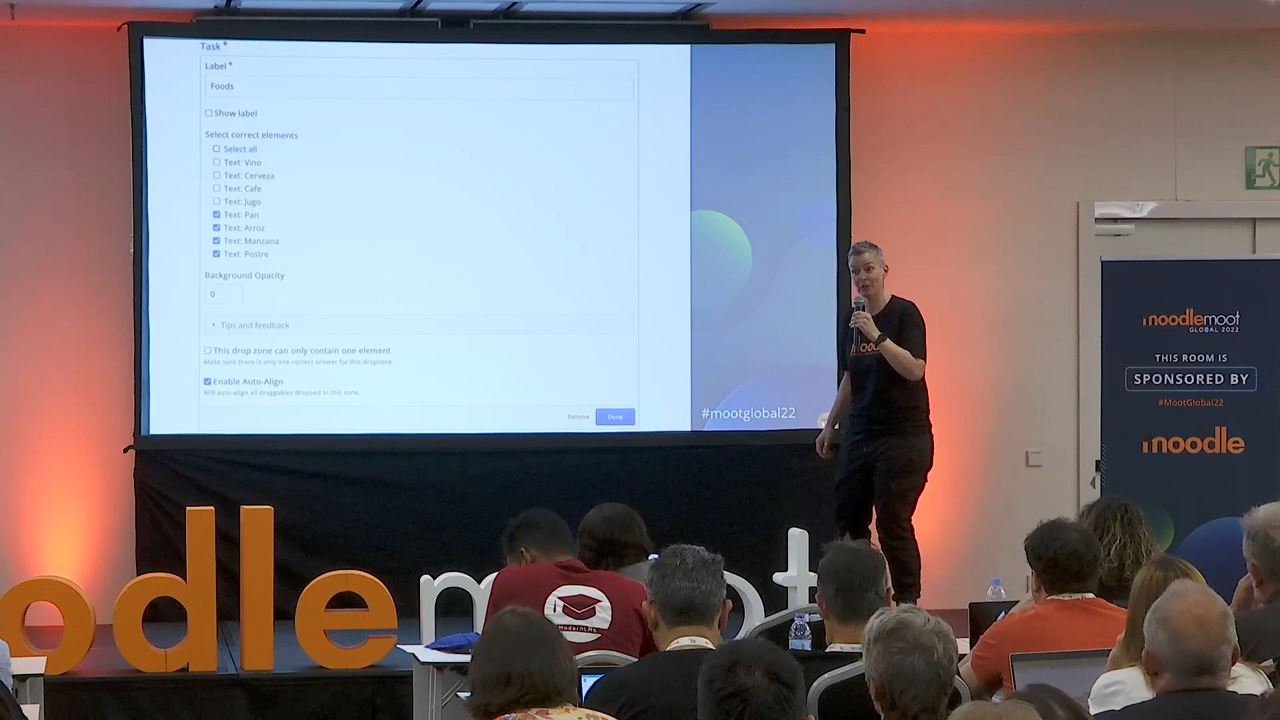 Task *
Label *
Foods
Show label
Select correct elements
Select all
Text: Vino
Text: Cerveza
Text: Cafe
Text: Jugo
Text: Pan
Text: Arroz
Text: Manzana
Text: Postre
Background Opacity
0
Tips and feedback
This drop zone can only contain one element
Make sure there is only one correct answer for this dropzone
Enable Auto-Align
Will auto-align all draggables dropped in this zone.
Remove Done
#mootglobal22
moodlemoot
GLOBAL 2022
THIS ROOM IS
SPONSORED BY
#MootGlobal22
moodle
odle m t